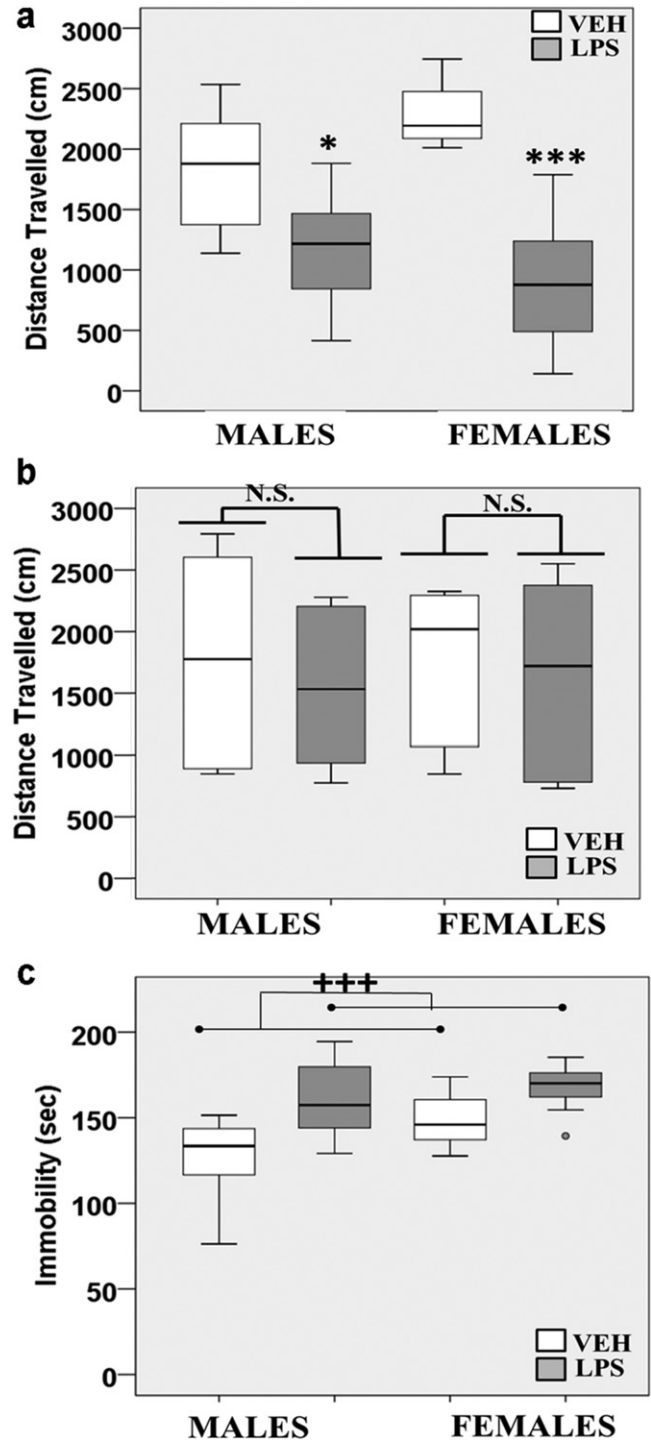 a
VEH
LPS
Distance Travelled (cm)
3000
2500
2000
1500
1000
500
0
*
***
MALES FEMALES
b
N.S. N.S.
Distance Travelled (cm)
3000
2500
2000
1500
1000
500
0
VEH
LPS
MALES FEMALES
c
+++
Immobility (sec)
200
150
100
50
0
VEH
LPS
MALES FEMALES